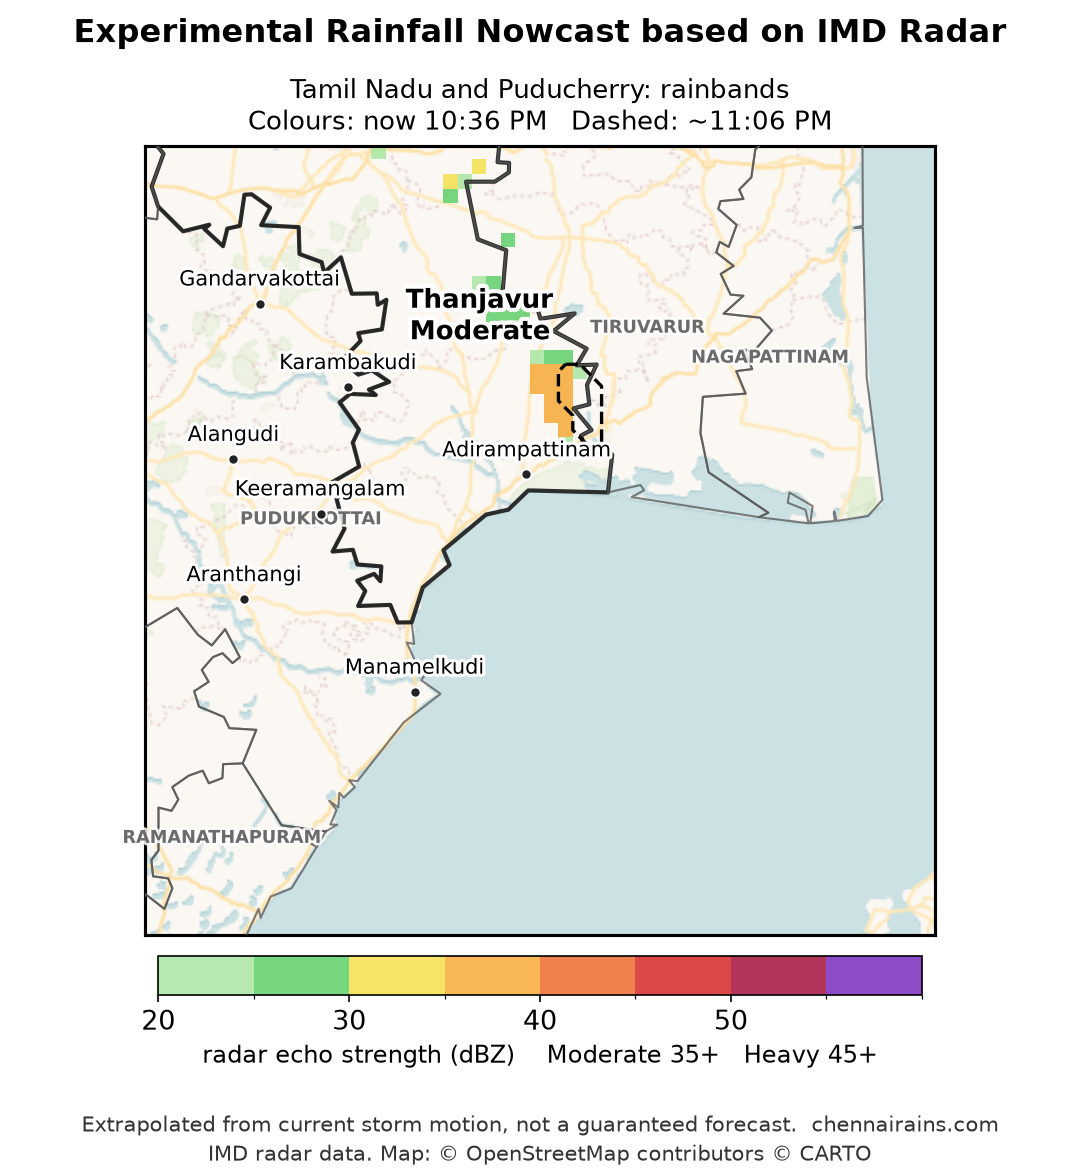 Experimental Rainfall Nowcast based on IMD Radar
Tamil Nadu and Puducherry: rainbands
Colours: now 10:36 PM   Dashed: ~11:06 PM
Gandarvakottai
Thanjavur
Moderate
TIRUVARUR
NAGAPATTINAM
Karambakudi
Alangudi
Adirampattinam
Keeramangalam
PUDUKKOTTAI
Aranthangi
Manamelkudi
RAMANATHAPURAM
20 30 40 50
radar echo strength (dBZ)    Moderate 35+   Heavy 45+
Extrapolated from current storm motion, not a guaranteed forecast.  chennairains.com
IMD radar data. Map: © OpenStreetMap contributors © CARTO